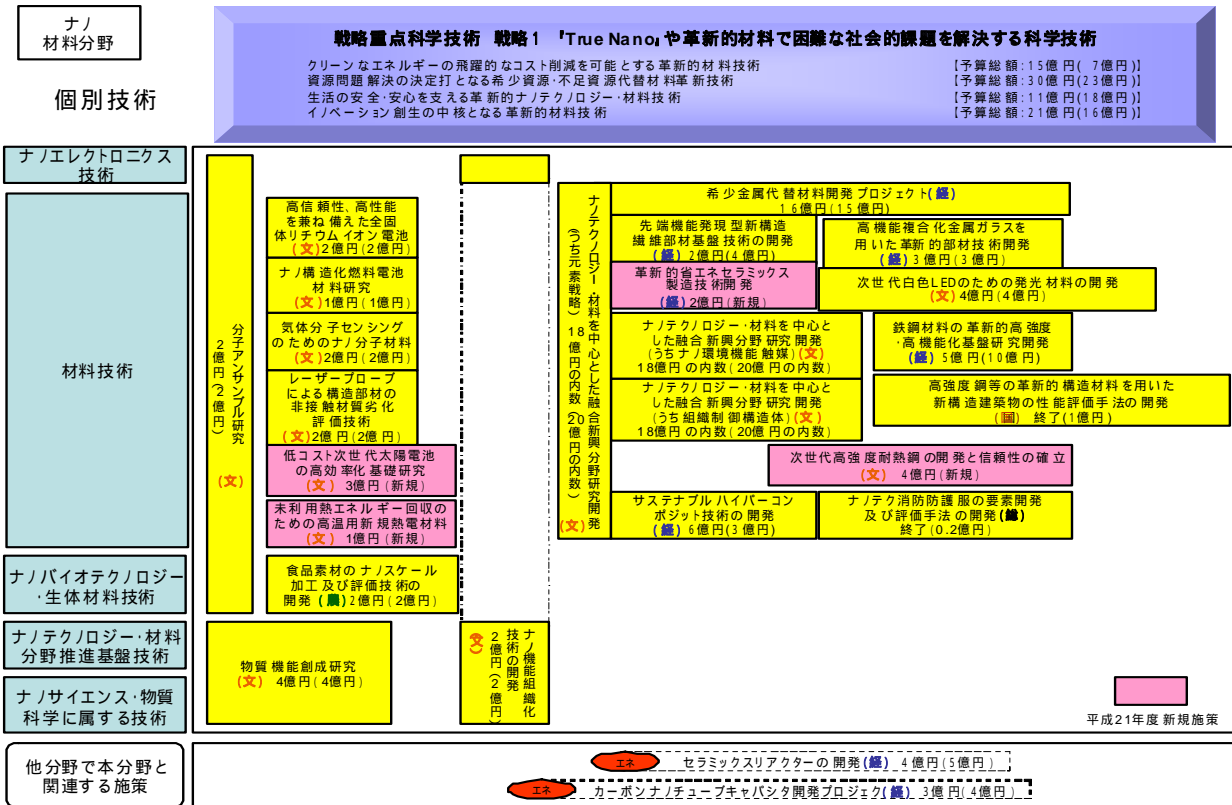 ナノ
材料分野
個別技術
戦略重点科学技術 戦略1 『True Nano』や革新的材料で困難な社会的課題を解決する科学技術
クリーンなエネルギーの飛躍的なコスト削減を可能とする革新的材料技術 【予算総額:15億円( 7億円)】
資源問題解決の決定打となる希少資源・不足資源代替材料革新技術 【予算総額:30億円(23億円)】
生活の安全・安心を支える革新的ナノテクノロジー・材料技術 【予算総額:11億円(18億円)】
イノベーション創生の中核となる革新的材料技術 【予算総額:21億円(16億円)】
ナノエレクトロニクス
技術
材料技術
ナノバイオテクノロジー
・生体材料技術
ナノテクノロジー・材料
分野推進基盤技術
ナノサイエンス・物質
科学に属する技術
他分野で本分野と
関連する施策
分子アンサンブル研究
2億円(2億円)
(文)
高信頼性、高性能
を兼ね備えた全固
体リチウムイオン電池
(文)2億円(2億円)
ナノ構造化燃料電池
材料研究
(文)1億円(1億円)
気体分子センシング
のためのナノ分子材料
(文)2億円(2億円)
レーザープローブ
による構造部材の
非接触材質劣化
評価技術
(文)2億円(2億円)
低コスト次世代太陽電池
の高効率化基礎研究
(文) 3億円(新規)
未利用熱エネルギー回収の
ための高温用新規熱電材料
(文) 1億円(新規)
食品素材のナノスケール
加工及び評価技術の
開発(農)2億円(2億円)
物質機能創成研究
(文) 4億円(4億円)
ナノ機能組織化
技術の開発
2億円(2億円)
(文)
ナノテクノロジー・材料を中心とした融合新興分野研究開発
(うち元素戦略) 18億円の内数(20億円の内数)
(文)
希少金属代替材料開発プロジェクト(経)
16億円(15億円)
先端機能発現型新構造
繊維部材基盤技術の開発
(経) 2億円(4億円)
高機能複合化金属ガラスを
用いた革新的部材技術開発
(経) 3億円(3億円)
革新的省エネセラミックス
製造技術開発
(経) 2億円(新規)
次世代白色LEDのための発光材料の開発
(文) 4億円(4億円)
ナノテクノロジー・材料を中心と
した融合新興分野研究開発
(うちナノ環境機能触媒)(文)
18億円の内数(20億円の内数)
鉄鋼材料の革新的高強度
・高機能化基盤研究開発
(経) 5億円(10億円)
ナノテクノロジー・材料を中心と
した融合新興分野研究開発
(うち組織制御構造体)(文)
18億円の内数(20億円の内数)
高強度鋼等の革新的構造材料を用いた
新構造建築物の性能評価手法の開発
(国) 終了(1億円)
次世代高強度耐熱鋼の開発と信頼性の確立
(文) 4億円(新規)
サステナブルハイパーコン
ポジット技術の開発
(経) 6億円(3億円)
ナノテク消防防護服の要素開発
及び評価手法の開発(総)
終了(0.2億円)
平成21年度新規施策
エネ セラミックスリアクターの開発(経) 4億円(5億円)
エネ カーボンナノチューブキャパシタ開発プロジェク(経) 3億円(4億円)